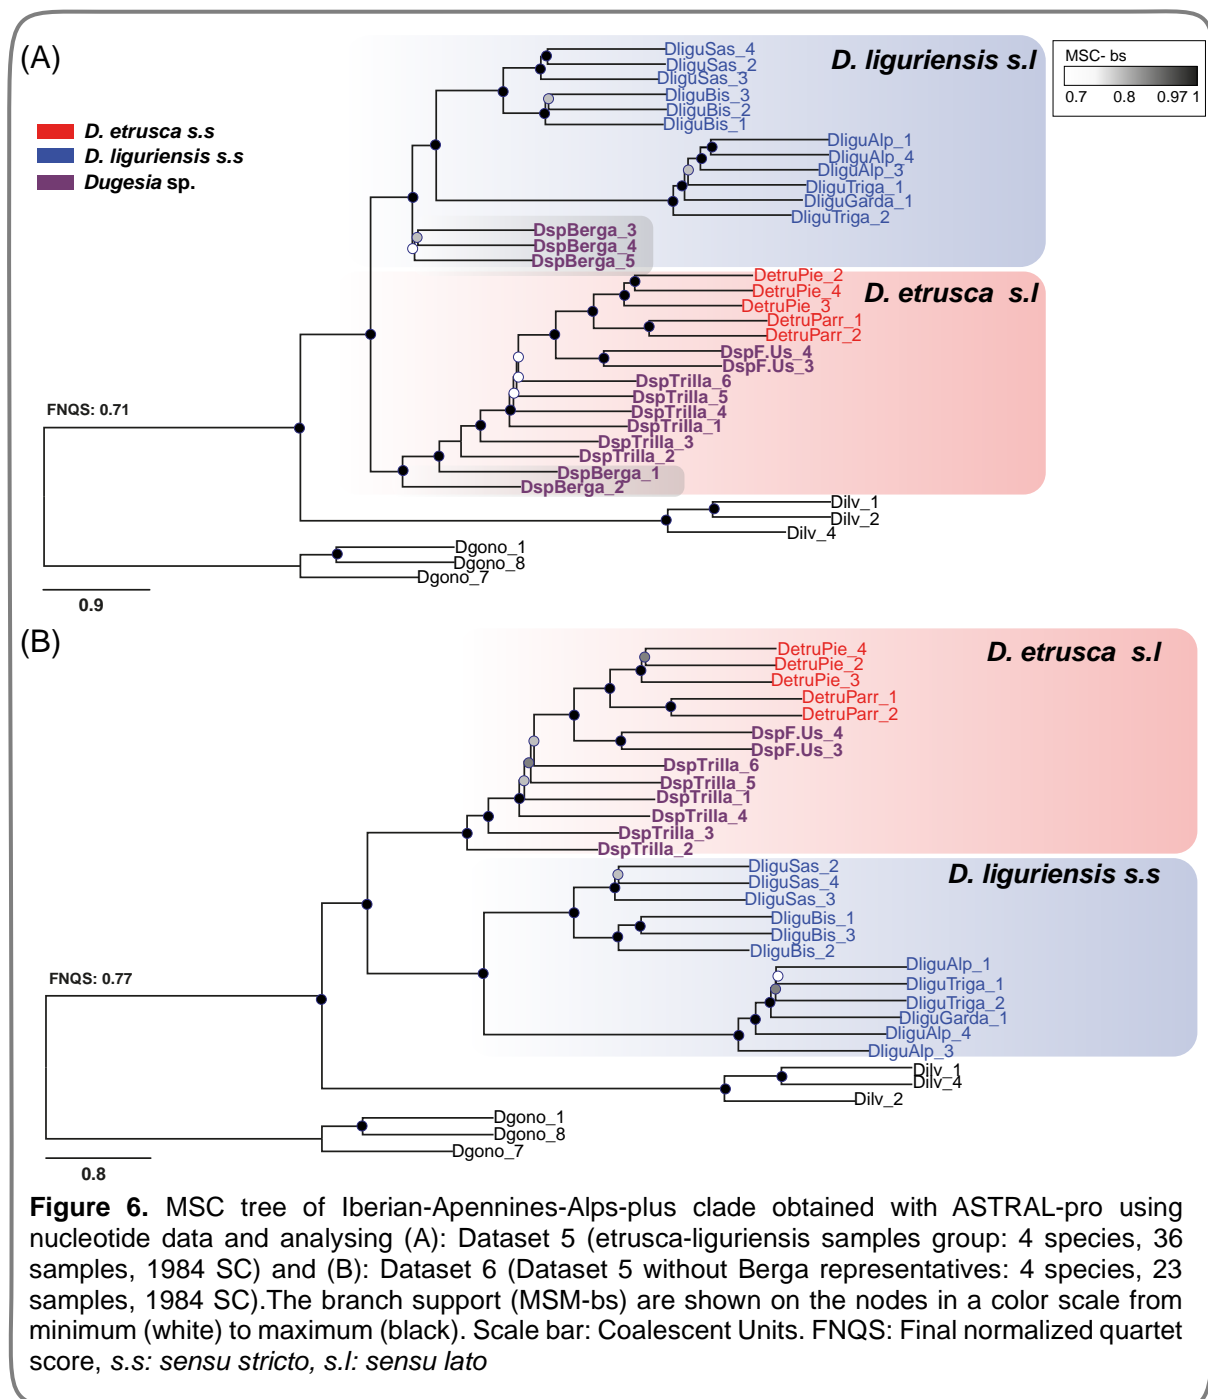 (A)
D. etrusca s.s
D. liguriensis s.s
Dugesia sp.
D. liguriensis s.l
MSC- bs
0.7 0.8 0.97 1
DliguSas_4
DliguSas_2
DliguSas_3
DliguBis_3
DliguBis_2
DliguBis_1
DliguAlp_1
DliguAlp_4
DliguAlp_3
DliguTriga_1
DliguGarda_1
DliguTriga_2
DspBerga_3
DspBerga_4
DspBerga_5
D. etrusca s.l
DetruPie_2
DetruPie_4
DetruPie_3
DetruParr_1
DetruParr_2
DspF.Us_4
DspF.Us_3
DspTrilla_6
DspTrilla_5
DspTrilla_4
DspTrilla_1
DspTrilla_3
DspTrilla_2
DspBerga_1
DspBerga_2
FNQS: 0.71
Dilv_1
Dilv_2
Dilv_4
Dgono_1
Dgono_8
Dgono_7
0.9
(B)
D. etrusca s.l
DetruPie_4
DetruPie_2
DetruPie_3
DetruParr_1
DetruParr_2
DspF.Us_4
DspF.Us_3
DspTrilla_6
DspTrilla_5
DspTrilla_1
DspTrilla_4
DspTrilla_3
DspTrilla_2
D. liguriensis s.s
DliguSas_2
DliguSas_4
DliguSas_3
DliguBis_1
DliguBis_3
DliguBis_2
DliguAlp_1
DliguTriga_1
DliguTriga_2
DliguGarda_1
DliguAlp_4
DliguAlp_3
FNQS: 0.77
Dilv_1
Dilv_4
Dilv_2
Dgono_1
Dgono_8
Dgono_7
0.8
Figure 6. MSC tree of Iberian-Apennines-Alps-plus clade obtained with ASTRAL-pro using
nucleotide data and analysing (A): Dataset 5 (etrusca-liguriensis samples group: 4 species, 36
samples, 1984 SC) and (B): Dataset 6 (Dataset 5 without Berga representatives: 4 species, 23
samples, 1984 SC).The branch support (MSM-bs) are shown on the nodes in a color scale from
minimum (white) to maximum (black). Scale bar: Coalescent Units. FNQS: Final normalized quartet
score, s.s: sensu stricto, s.l: sensu lato